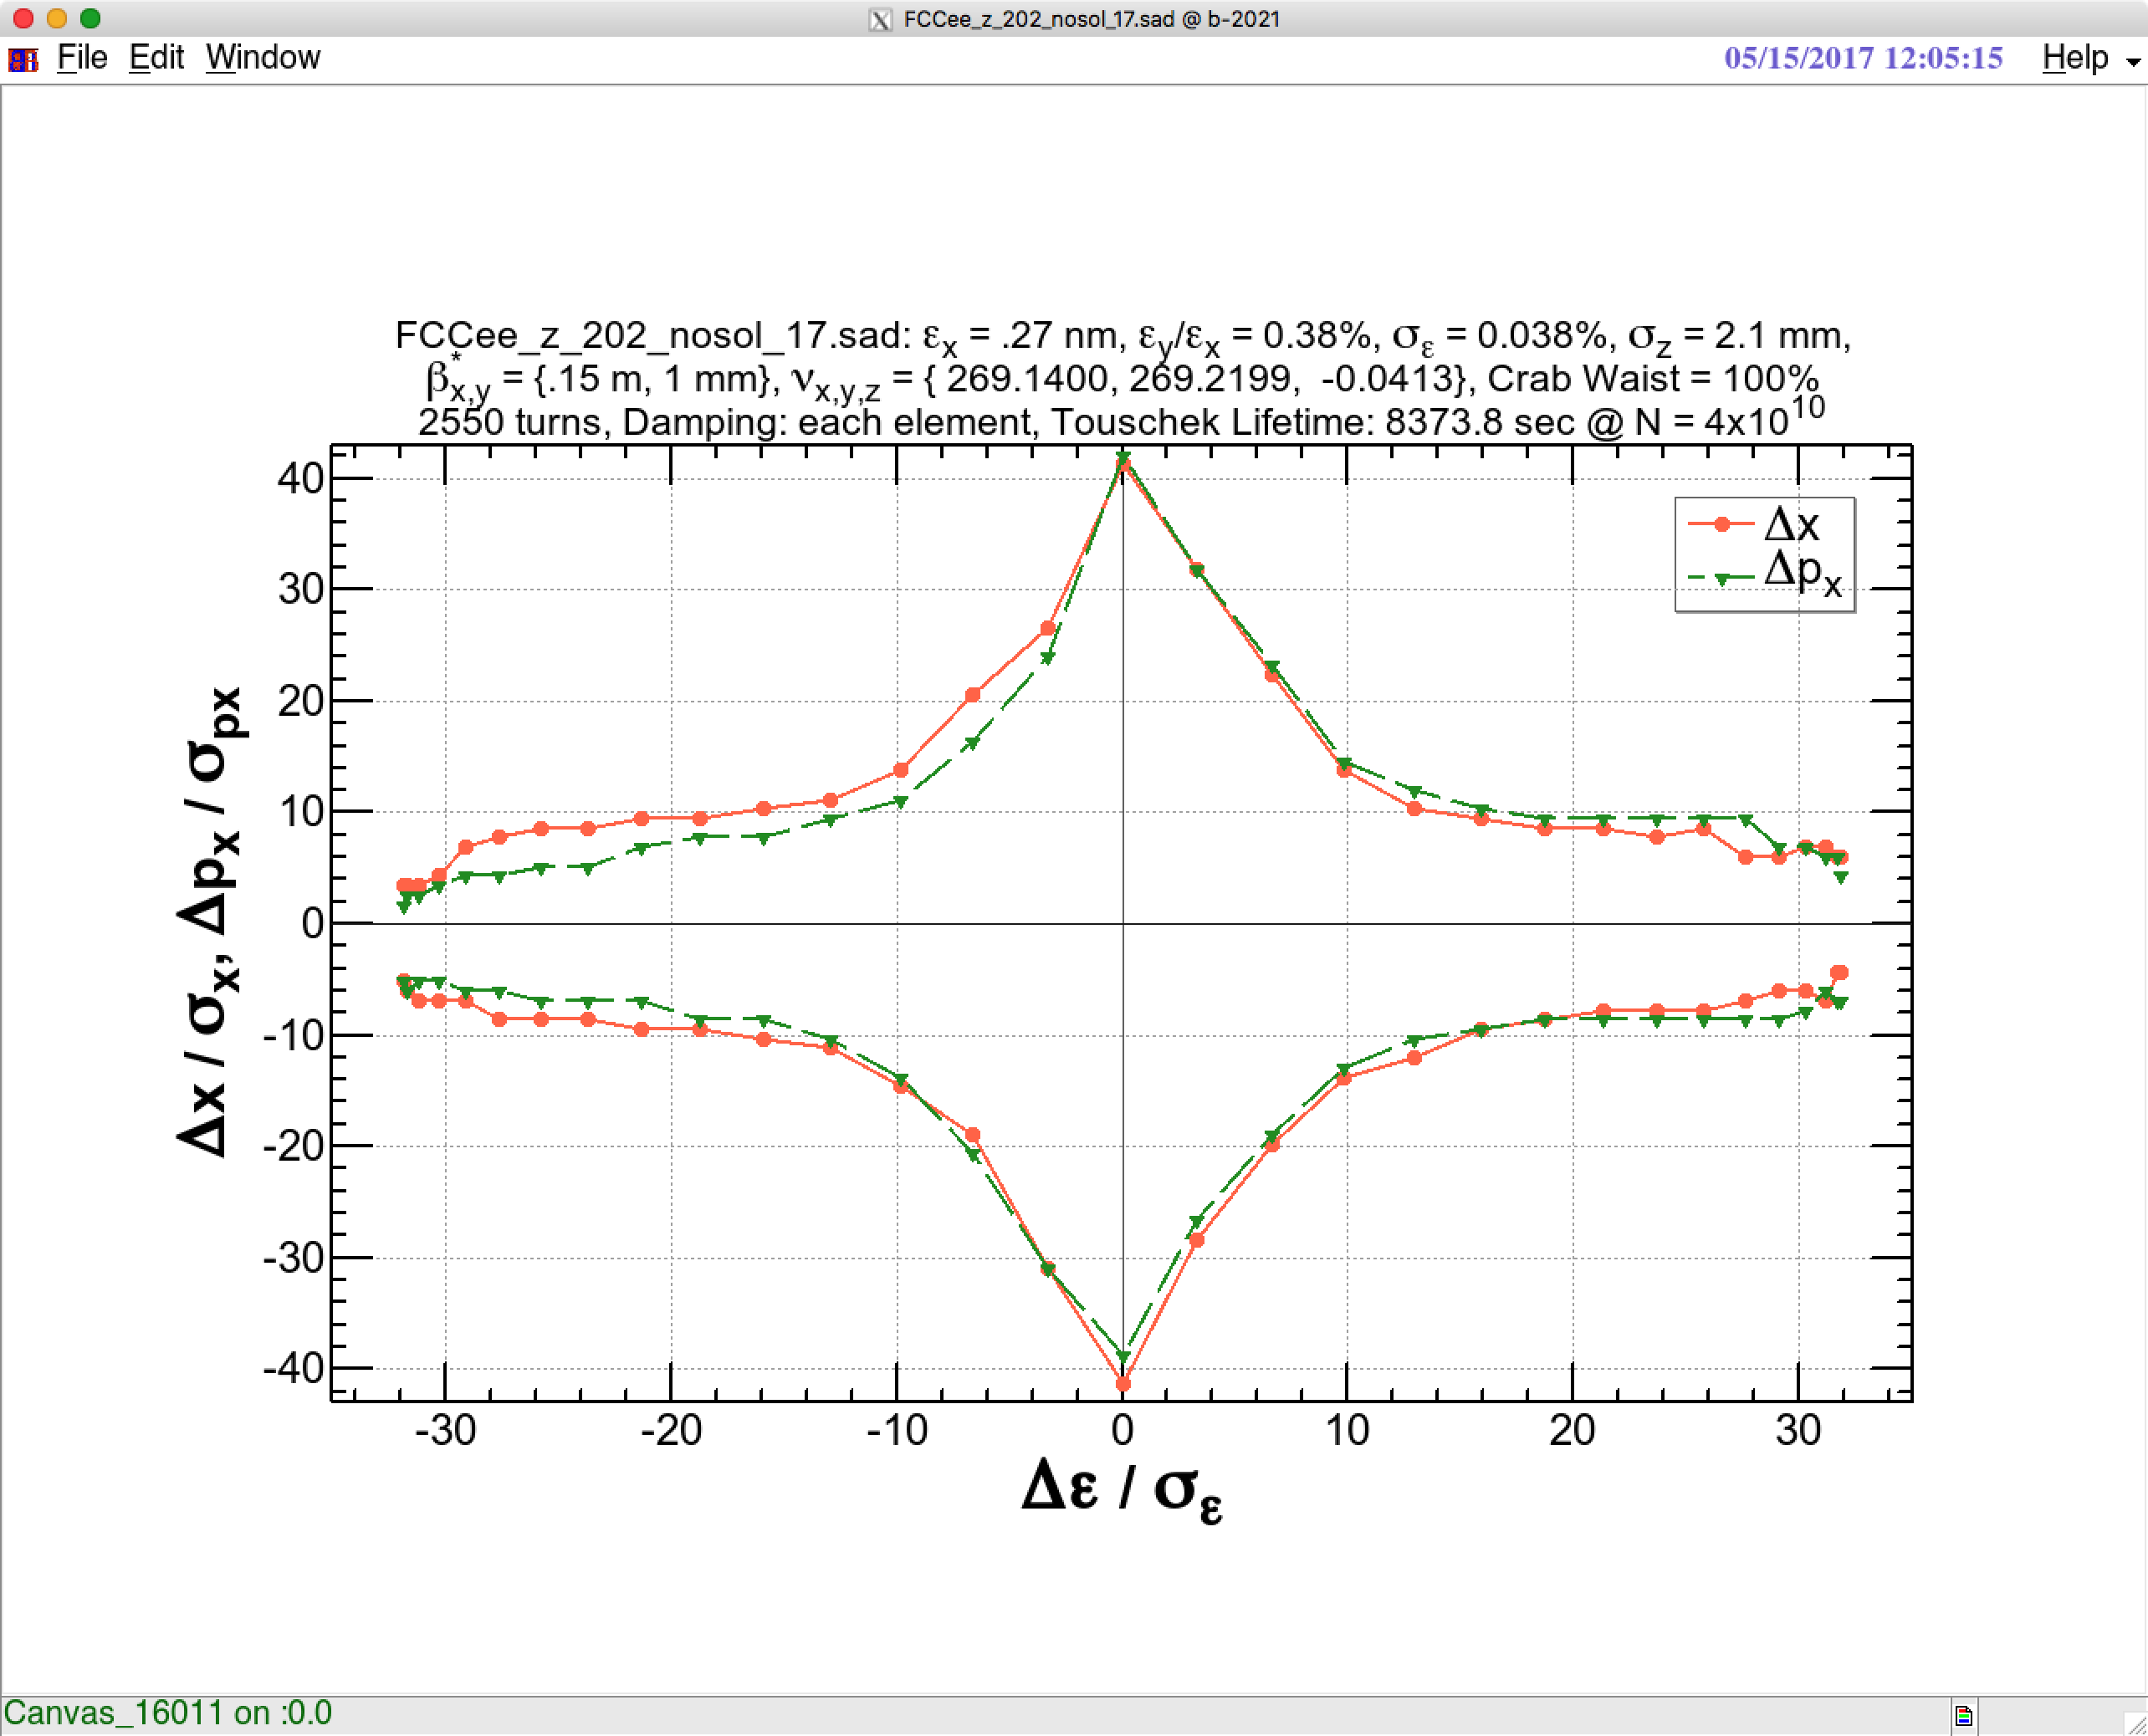 FCCee_z_202_nosol_17.sad @ b-2021
File Edit Window 05/15/2017 12:05:15 Help
FCCee_z_202_nosol_17.sad: εx = .27 nm, εy/εx = 0.38%, σε = 0.038%, σz = 2.1 mm,
β*x,y = {.15 m, 1 mm}, νx,y,z = { 269.1400, 269.2199, -0.0413}, Crab Waist = 100%
2550 turns, Damping: each element, Touschek Lifetime: 8373.8 sec @ N = 4x10^10
Δx
Δpx
Δx / σx, Δpx / σpx
40
30
20
10
0
-10
-20
-30
-40
-30 -20 -10 0 10 20 30
Δε / σε
Canvas_16011 on :0.0